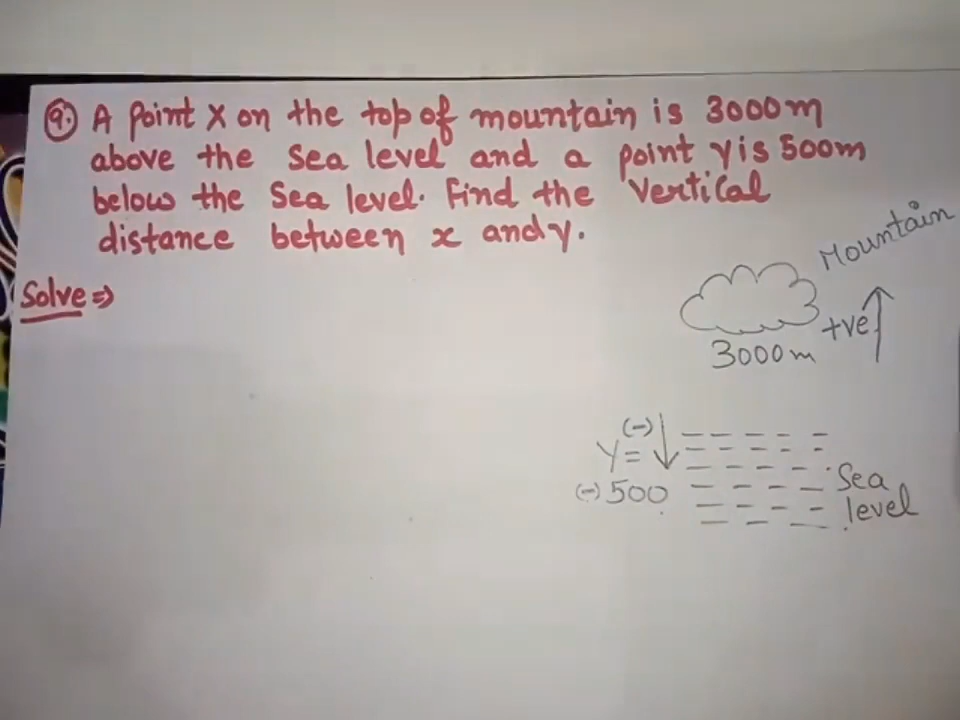 9. A Point X on the top of mountain is 3000m
above the sea level and a point y is 500m
below the Sea level. Find the Vertical
distance between x and y.
Solve ⇒
Mountain
+ve
3000m
(-)
Y=
(-) 500
Sea
level